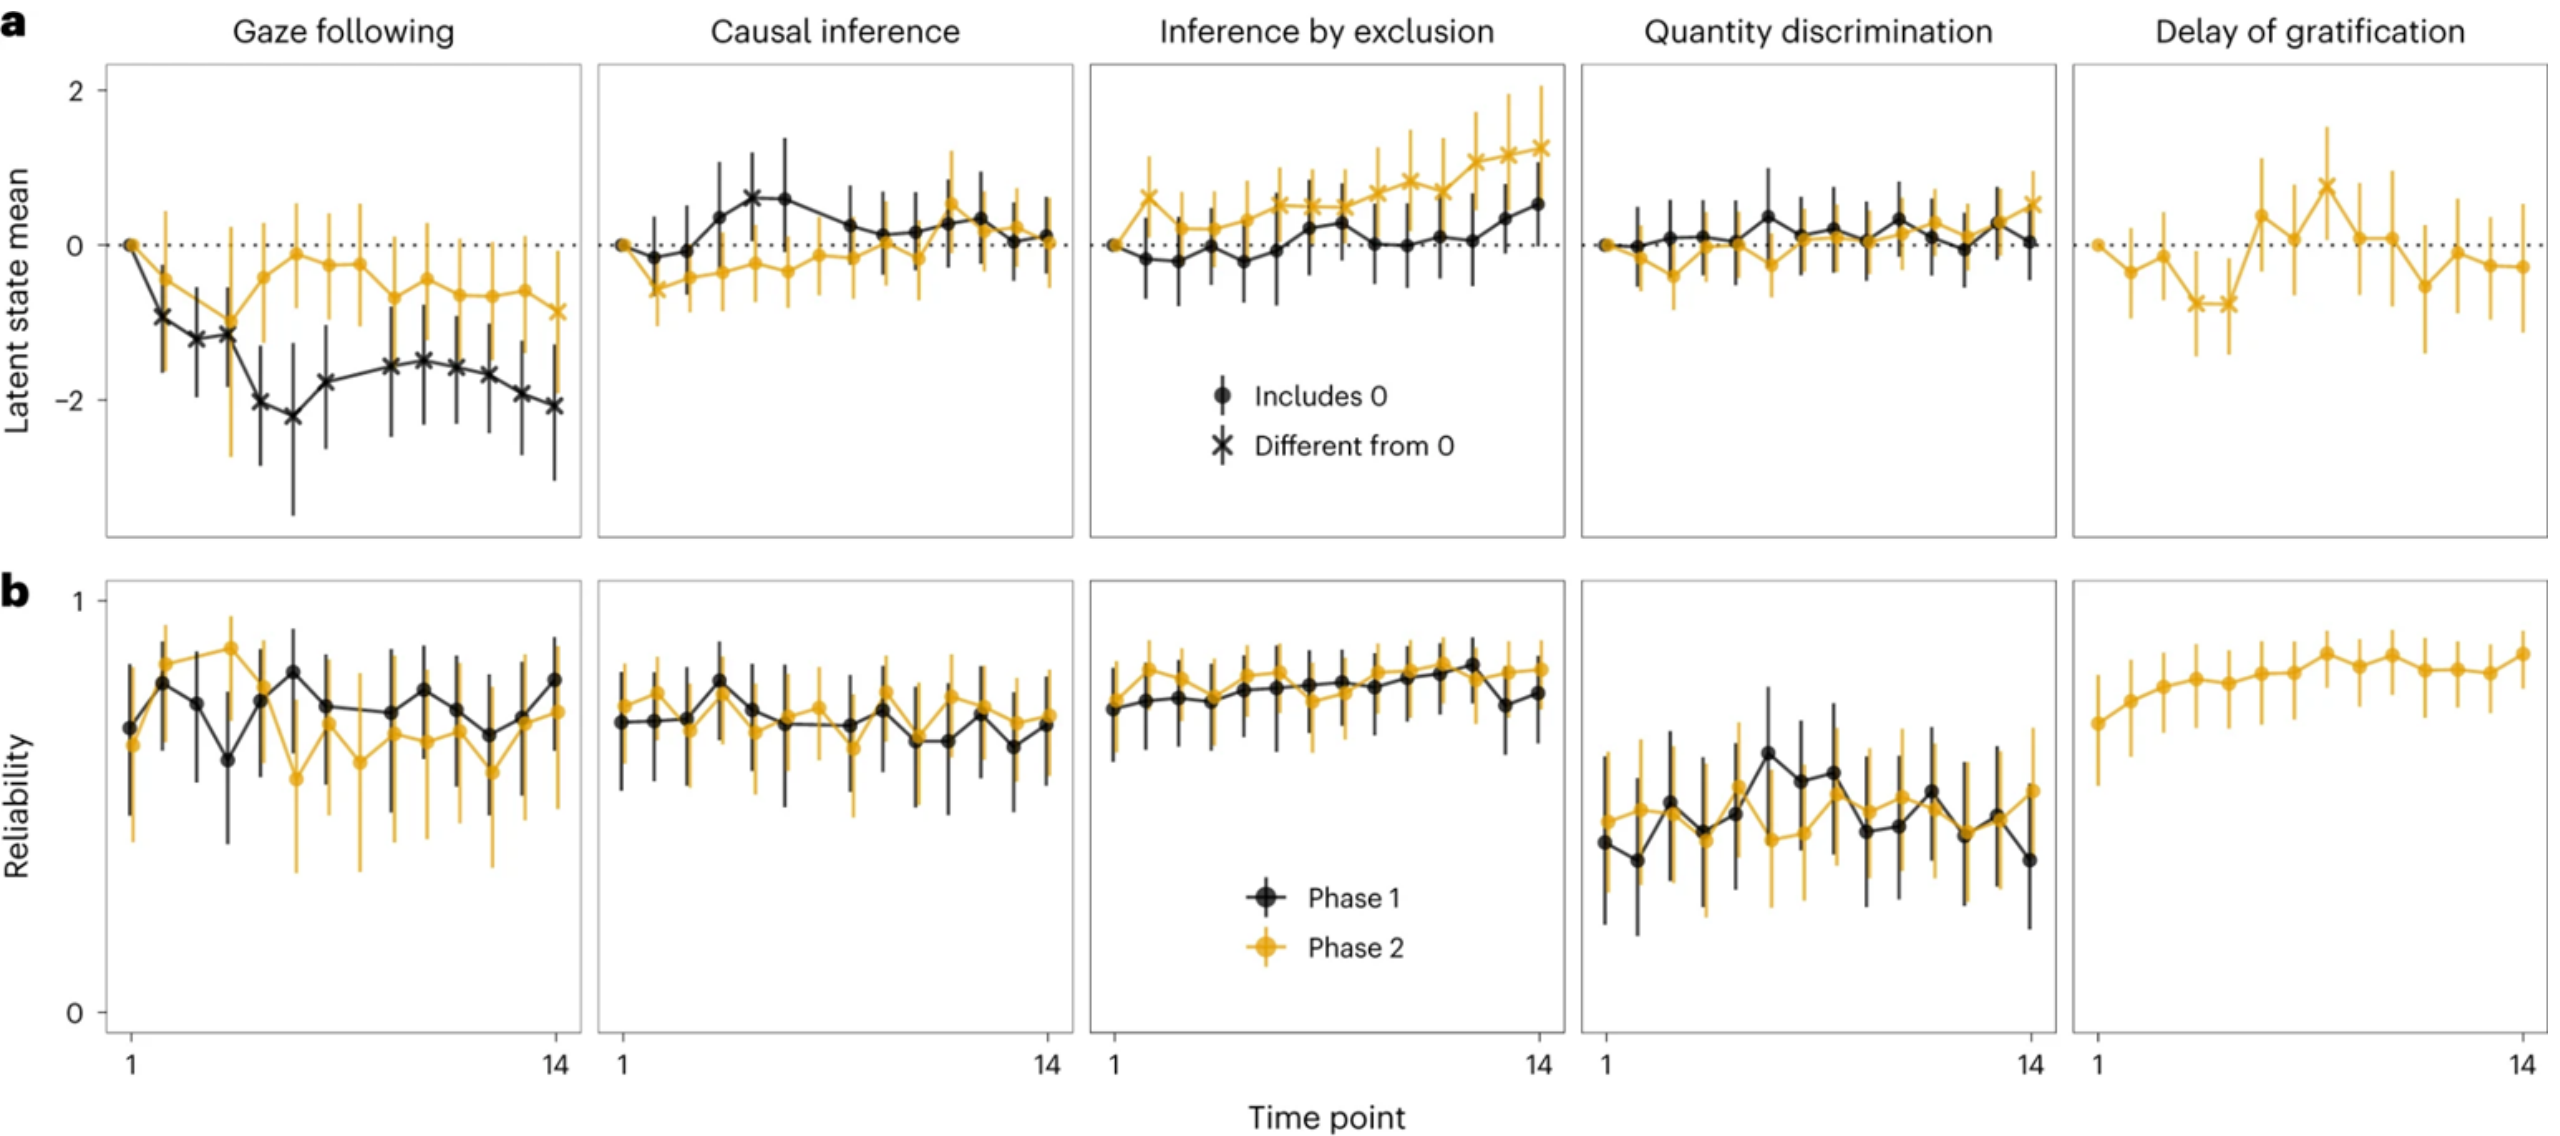 a
Gaze following Causal inference Inference by exclusion Quantity discrimination Delay of gratification
2
0
−2
Latent state mean
Includes 0
Different from 0
b
1
0
Reliability
Phase 1
Phase 2
1 14 1 14 1 14 1 14 1 14
Time point